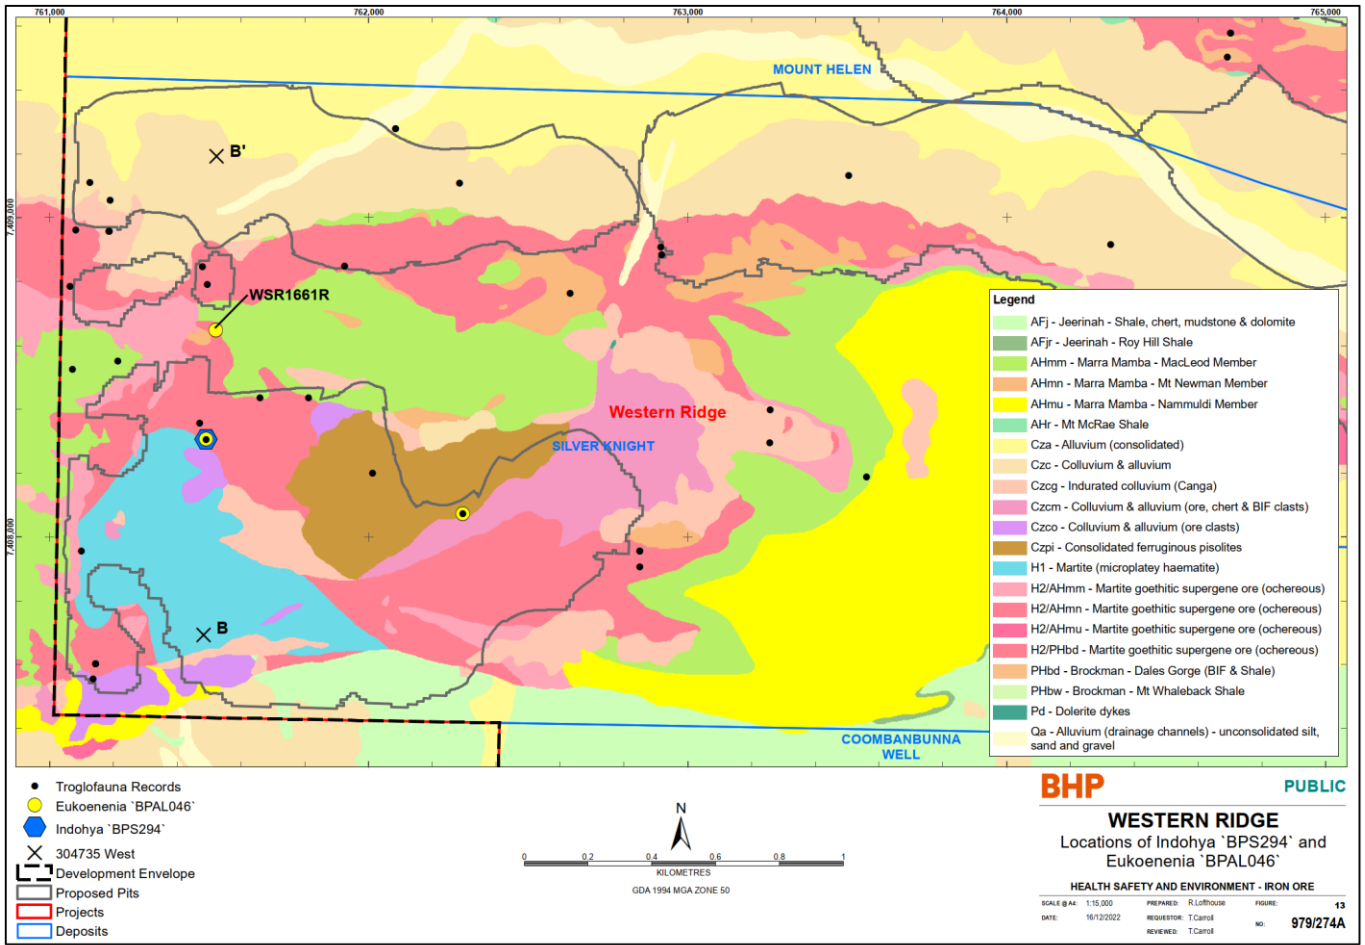 761,000
762,000
763,000
764,000
765,000
MOUNT HELEN
B'
7,409,000
WSR1661R
Western Ridge
SILVER KNIGHT
7,408,000
B
COOMBANBUNNA
WELL
Legend
AFj - Jeerinah - Shale, chert, mudstone & dolomite
AFjr - Jeerinah - Roy Hill Shale
AHmm - Marra Mamba - MacLeod Member
AHmn - Marra Mamba - Mt Newman Member
AHmu - Marra Mamba - Nammuldi Member
AHr - Mt McRae Shale
Cza - Alluvium (consolidated)
Czc - Colluvium & alluvium
Czcg - Indurated colluvium (Canga)
Czcm - Colluvium & alluvium (ore, chert & BIF clasts)
Czco - Colluvium & alluvium (ore clasts)
Czpi - Consolidated ferruginous pisolites
H1 - Martite (microplatey haematite)
H2/AHmm - Martite goethitic supergene ore (ochereous)
H2/AHmn - Martite goethitic supergene ore (ochereous)
H2/AHmu - Martite goethitic supergene ore (ochereous)
H2/PHbd - Martite goethitic supergene ore (ochereous)
PHbd - Brockman - Dales Gorge (BIF & Shale)
PHbw - Brockman - Mt Whaleback Shale
Pd - Dolerite dykes
Qa - Alluvium (drainage channels) - unconsolidated silt,
sand and gravel
Troglofauna Records
Eukoenenia `BPAL046`
Indohya `BPS294`
304735 West
Development Envelope
Proposed Pits
Projects
Deposits
N
0 0.2 0.4 0.6 0.8 1
KILOMETRES
GDA 1994 MGA ZONE 50
BHP
PUBLIC
WESTERN RIDGE
Locations of Indohya `BPS294` and
Eukoenenia `BPAL046`
HEALTH SAFETY AND ENVIRONMENT - IRON ORE
SCALE @ A4: 1:15,000 PREPARED: R.Lofthouse FIGURE: 13
DATE: 16/12/2022 REQUESTOR: T.Carroll NO: 979/274A
REVIEWED: T.Carroll